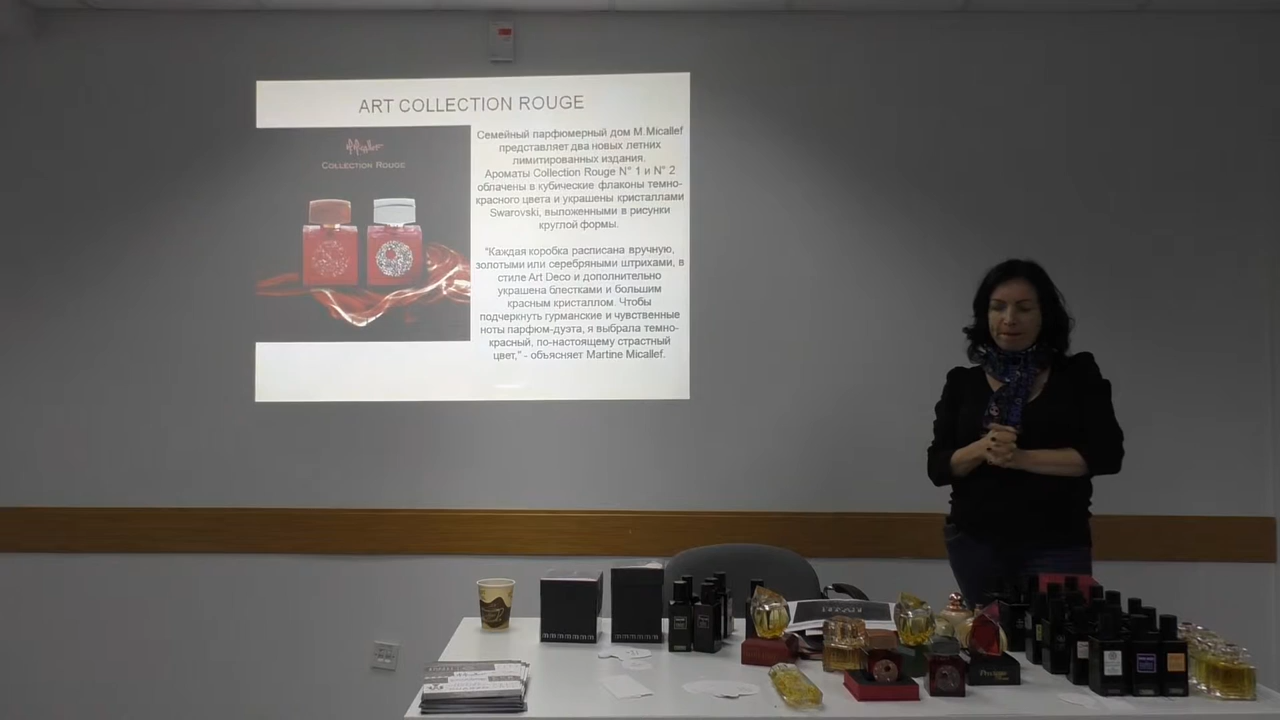 ART COLLECTION ROUGE
Micallef
COLLECTION ROUGE
Семейный парфюмерный дом M.Micallef
представляет два новых летних
лимитированных издания.
Ароматы Collection Rouge N° 1 и N° 2
облачены в кубические флаконы темно-
красного цвета и украшены кристаллами
Swarovski, выложенными в рисунки
круглой формы.
"Каждая коробка расписана вручную,
золотыми или серебряными штрихами, в
стиле Art Deco и дополнительно
украшена блестками и большим
красным кристаллом. Чтобы
подчеркнуть гурманские и чувственные
ноты парфюм-дуэта, я выбрала темно-
красный, по-настоящему страстный
цвет," - объясняет Martine Micallef.